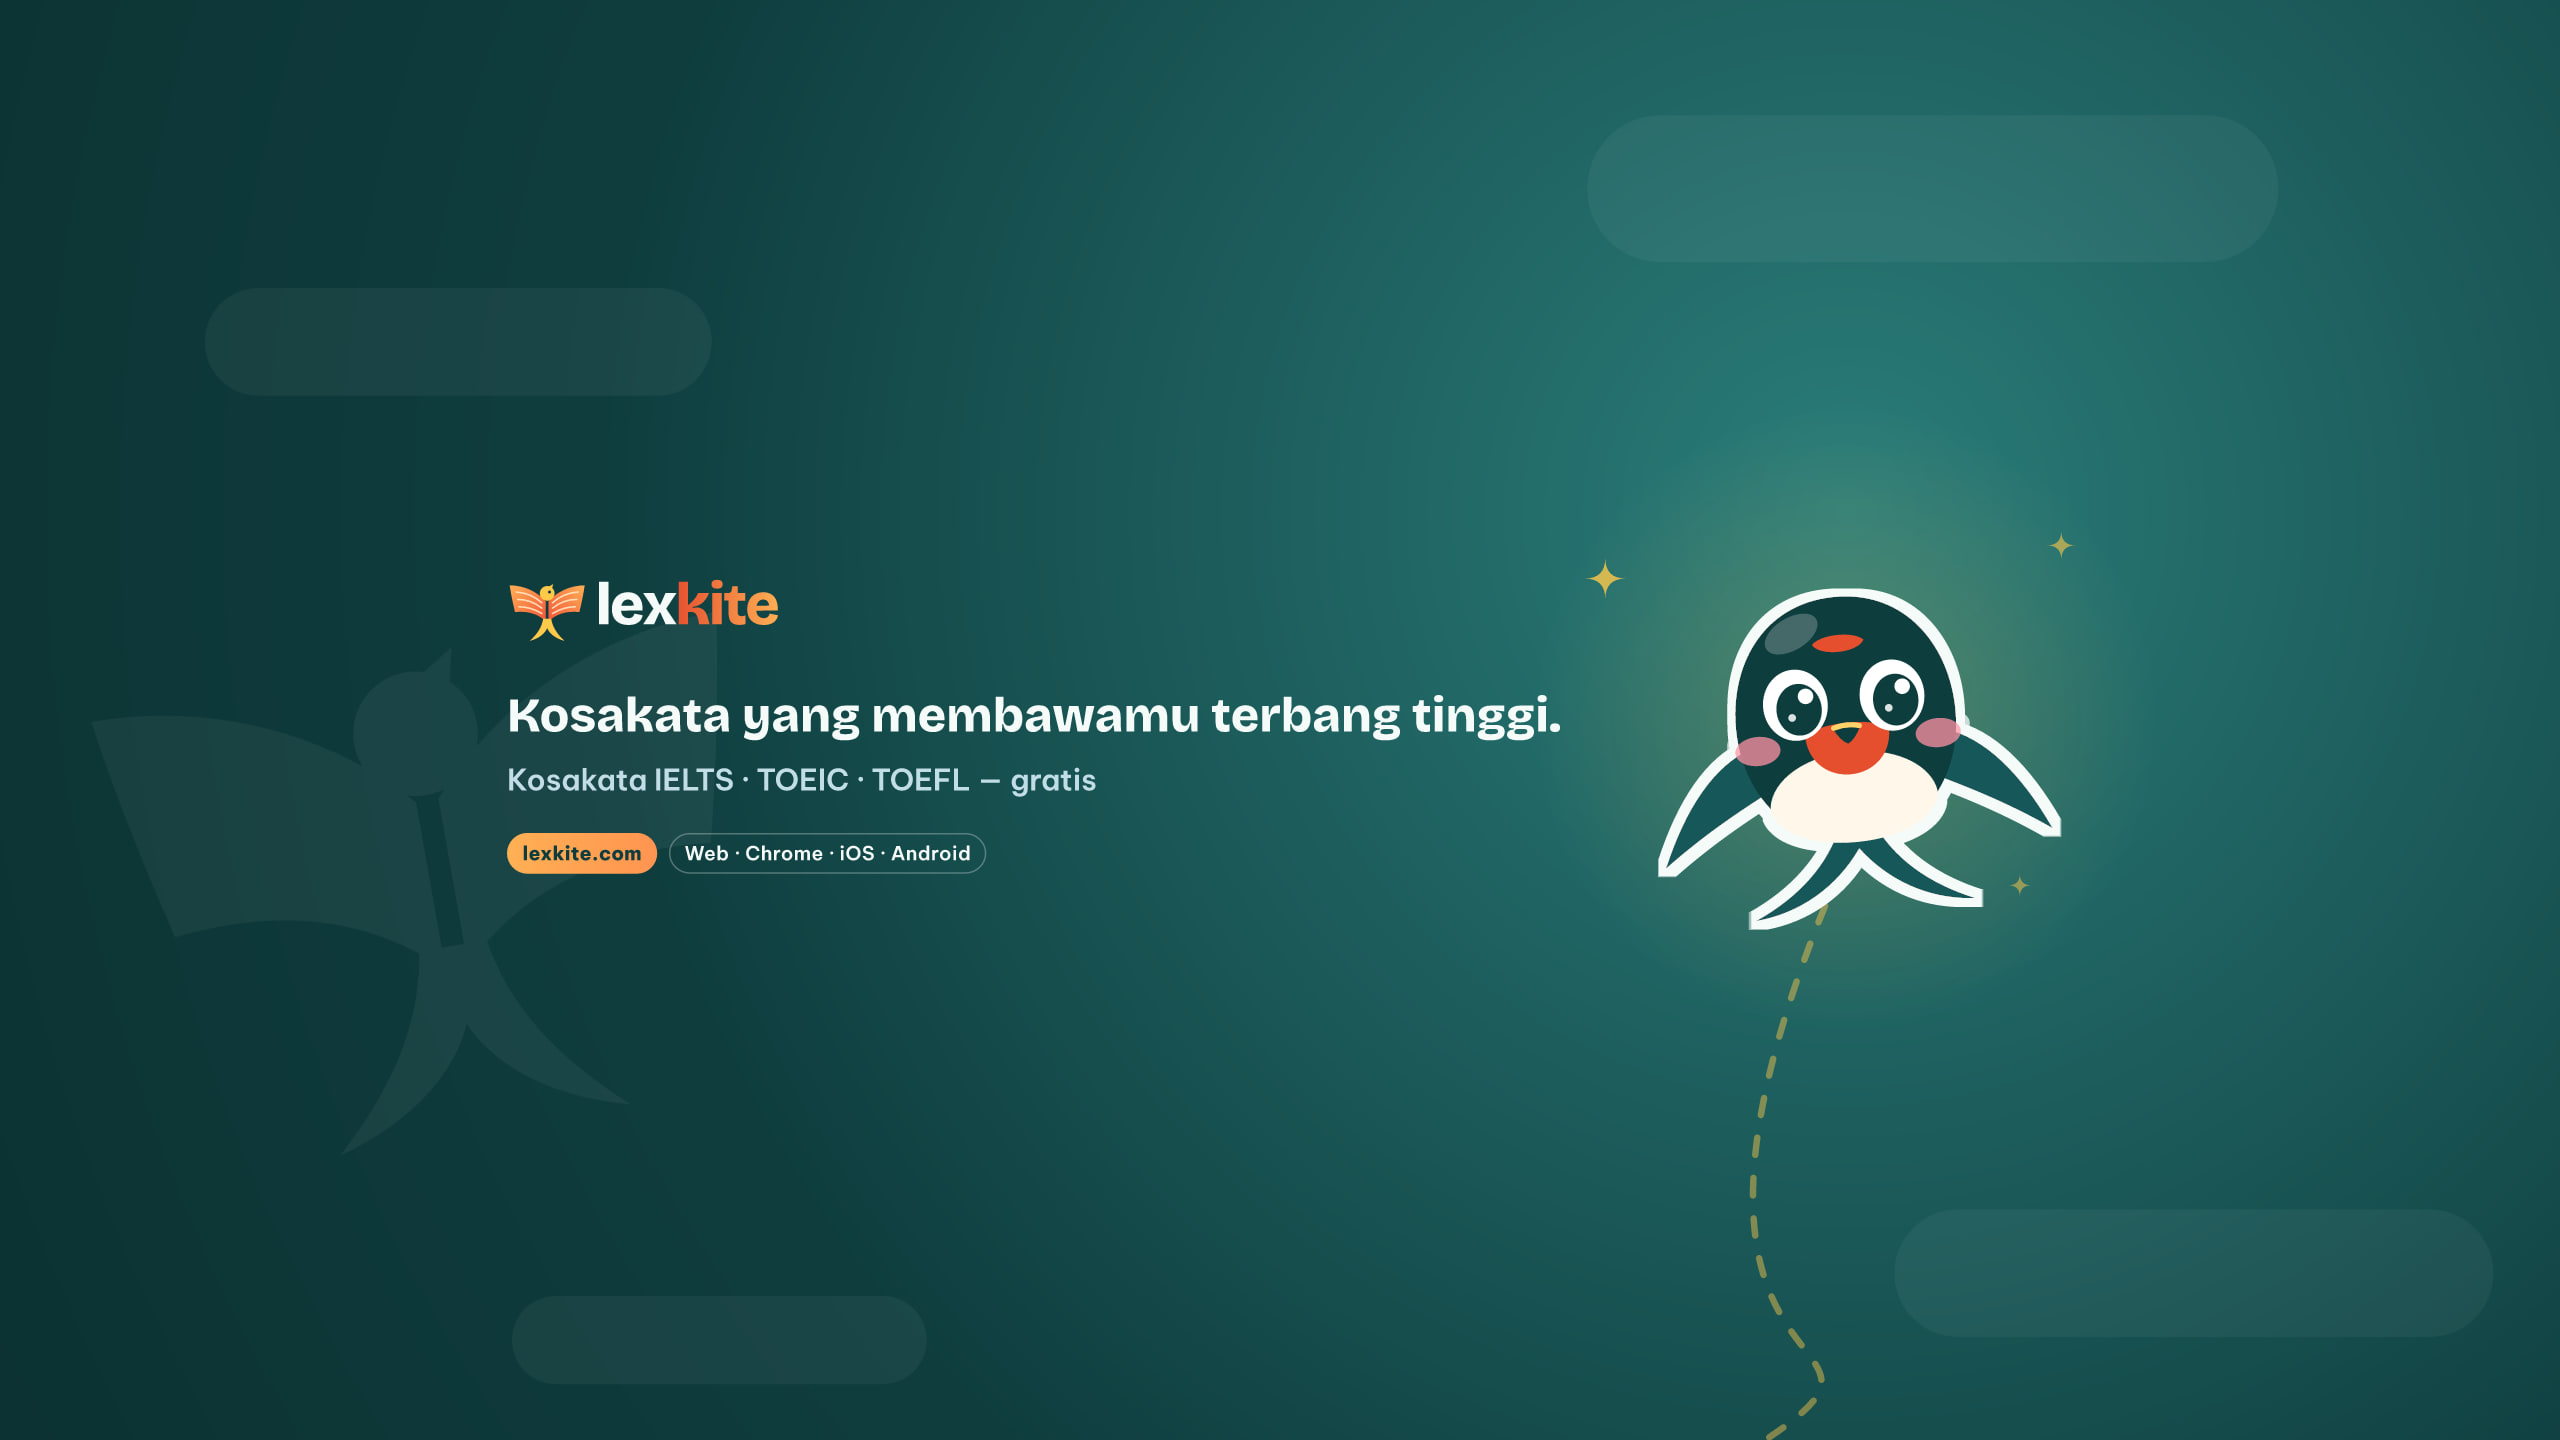 lexkite
Kosakata yang membawamu terbang tinggi.
Kosakata IELTS · TOEIC · TOEFL — gratis
lexkite.com
Web · Chrome · iOS · Android